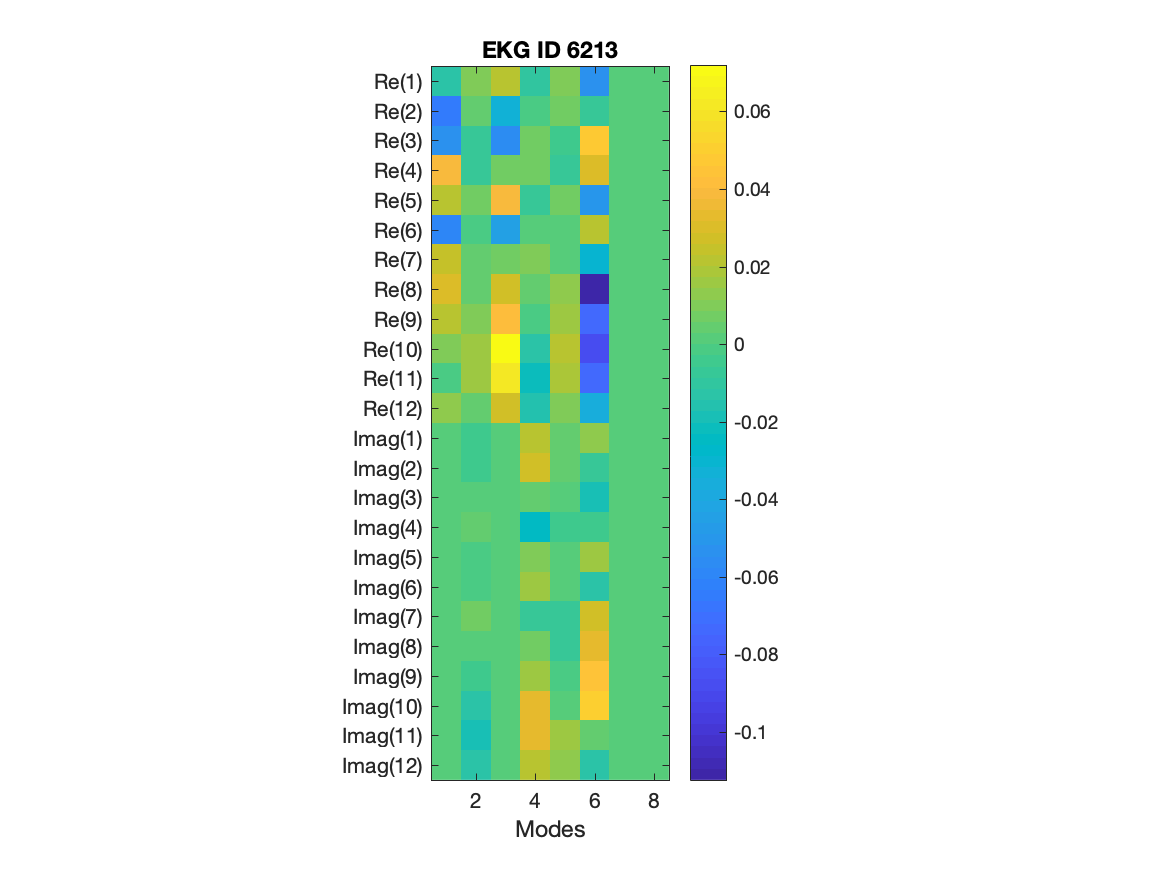 EKG ID 6213
Re(1)
Re(2)
Re(3)
Re(4)
Re(5)
Re(6)
Re(7)
Re(8)
Re(9)
Re(10)
Re(11)
Re(12)
Imag(1)
Imag(2)
Imag(3)
Imag(4)
Imag(5)
Imag(6)
Imag(7)
Imag(8)
Imag(9)
Imag(10)
Imag(11)
Imag(12)
2 4 6 8
Modes
0.06
0.04
0.02
0
-0.02
-0.04
-0.06
-0.08
-0.1